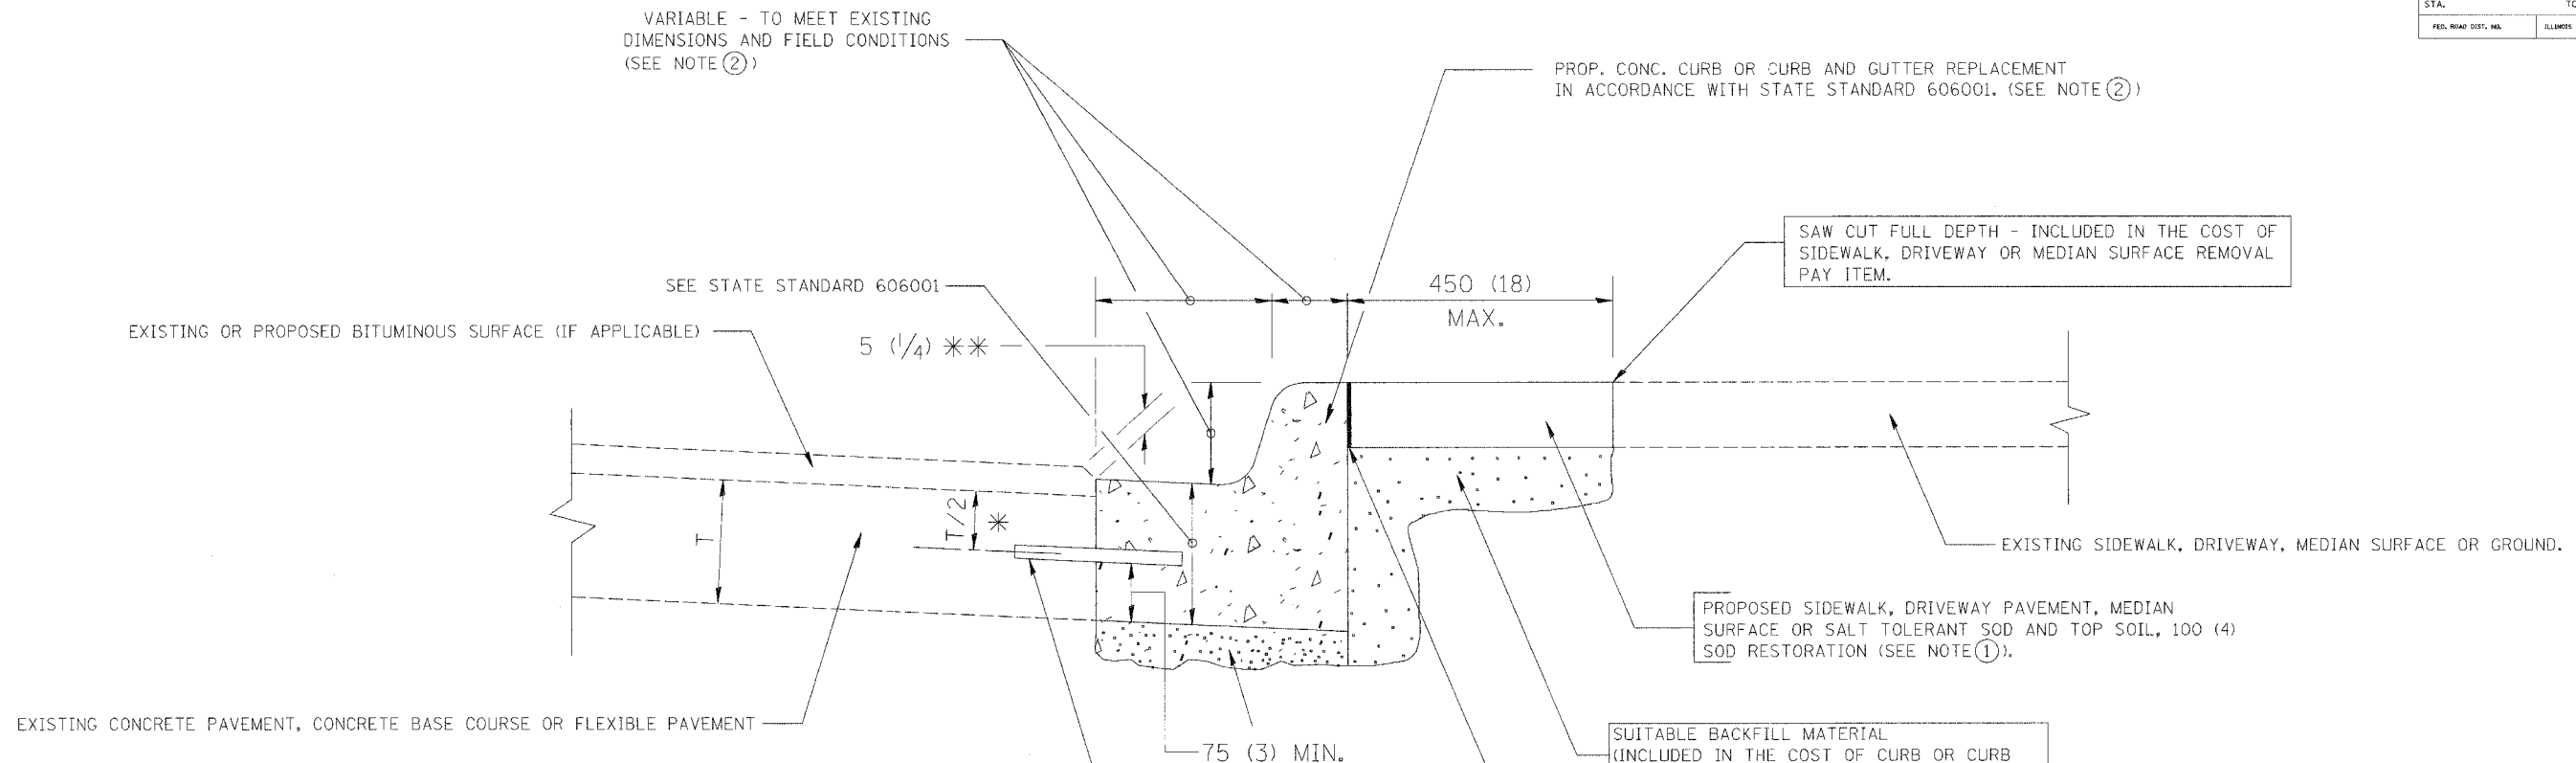 STA.
FED. ROAD DIST. NO.
ILLINOIS
VARIABLE - TO MEET EXISTING
DIMENSIONS AND FIELD CONDITIONS
(SEE NOTE 2)
PROP. CONC. CURB OR CURB AND GUTTER REPLACEMENT
IN ACCORDANCE WITH STATE STANDARD 606001. (SEE NOTE 2)
SAW CUT FULL DEPTH - INCLUDED IN THE COST OF
SIDEWALK, DRIVEWAY OR MEDIAN SURFACE REMOVAL
PAY ITEM.
SEE STATE STANDARD 606001
450 (18)
MAX.
EXISTING OR PROPOSED BITUMINOUS SURFACE (IF APPLICABLE)
5 (1/4) **
T
T/2
*
EXISTING SIDEWALK, DRIVEWAY, MEDIAN SURFACE OR GROUND.
PROPOSED SIDEWALK, DRIVEWAY PAVEMENT, MEDIAN
SURFACE OR SALT TOLERANT SOD AND TOP SOIL, 100 (4)
SOD RESTORATION (SEE NOTE 1).
EXISTING CONCRETE PAVEMENT, CONCRETE BASE COURSE OR FLEXIBLE PAVEMENT
75 (3) MIN.
SUITABLE BACKFILL MATERIAL
(INCLUDED IN THE COST OF CURB OR CURB